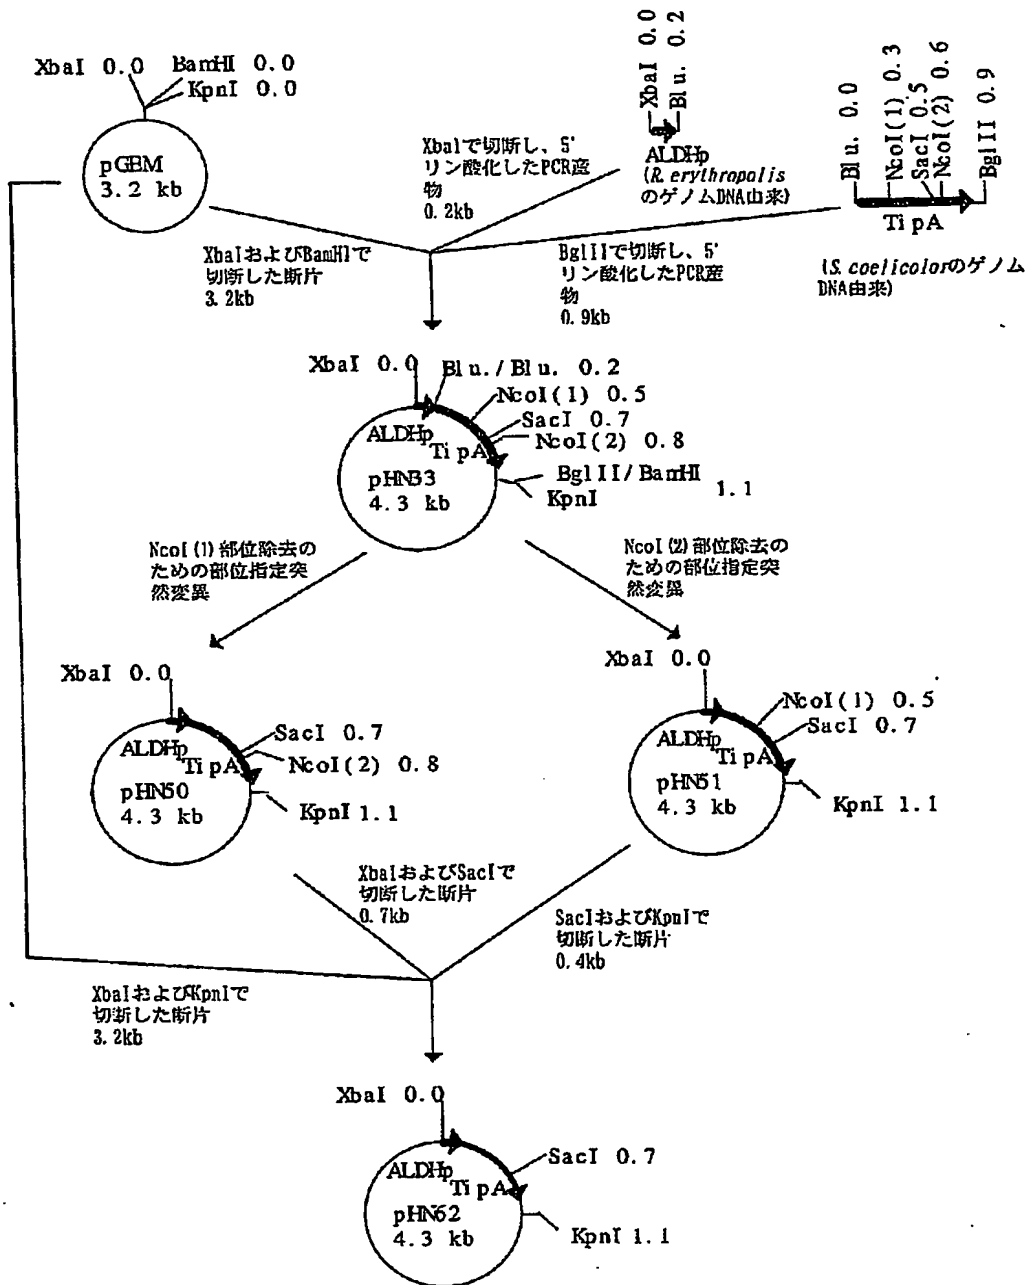 XbaI 0.0
BamHI 0.0
KpnI 0.0
pGEM
3.2 kb
XbaI 0.0
Blu. 0.2
ALDHp
(R. erythropolis
のゲノムDNA由来)
Blu. 0.0
NcoI(1) 0.3
SacI 0.5
NcoI(2) 0.6
BglII 0.9
TipA
(S. coelicolorのゲノム
DNA由来)
XbaIで切断し、5'
リン酸化したPCR産
物
0.2kb
XbaIおよびBamHIで
切断した断片
3.2kb
BglIIで切断し、5'
リン酸化したPCR産
物
0.9kb
XbaI 0.0
Blu./Blu. 0.2
NcoI(1) 0.5
SacI 0.7
NcoI(2) 0.8
BglII/BamHI
KpnI
1.1
ALDHp
TipA
pHN33
4.3 kb
NcoI(1)部位除去の
ための部位指定突
然変異
NcoI(2)部位除去の
ための部位指定突
然変異
XbaI 0.0
SacI 0.7
NcoI(2) 0.8
KpnI 1.1
ALDHp
TipA
pHN50
4.3 kb
XbaI 0.0
NcoI(1) 0.5
SacI 0.7
KpnI 1.1
ALDHp
TipA
pHN51
4.3 kb
XbaIおよびSacIで
切断した断片
0.7kb
SacIおよびKpnIで
切断した断片
0.4kb
XbaIおよびKpnIで
切断した断片
3.2kb
XbaI 0.0
SacI 0.7
KpnI 1.1
ALDHp
TipA
pHN62
4.3 kb